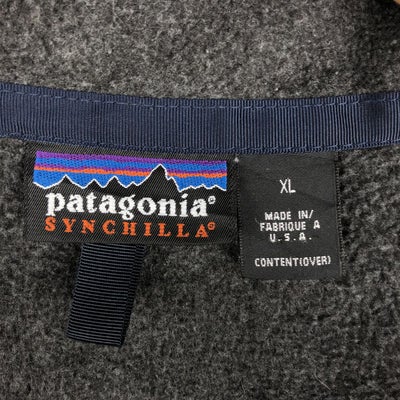 patagonia®
SYNCHILLA®
XL
MADE IN/
FABRIQUE A
U.S.A.
CONTENT(OVER)